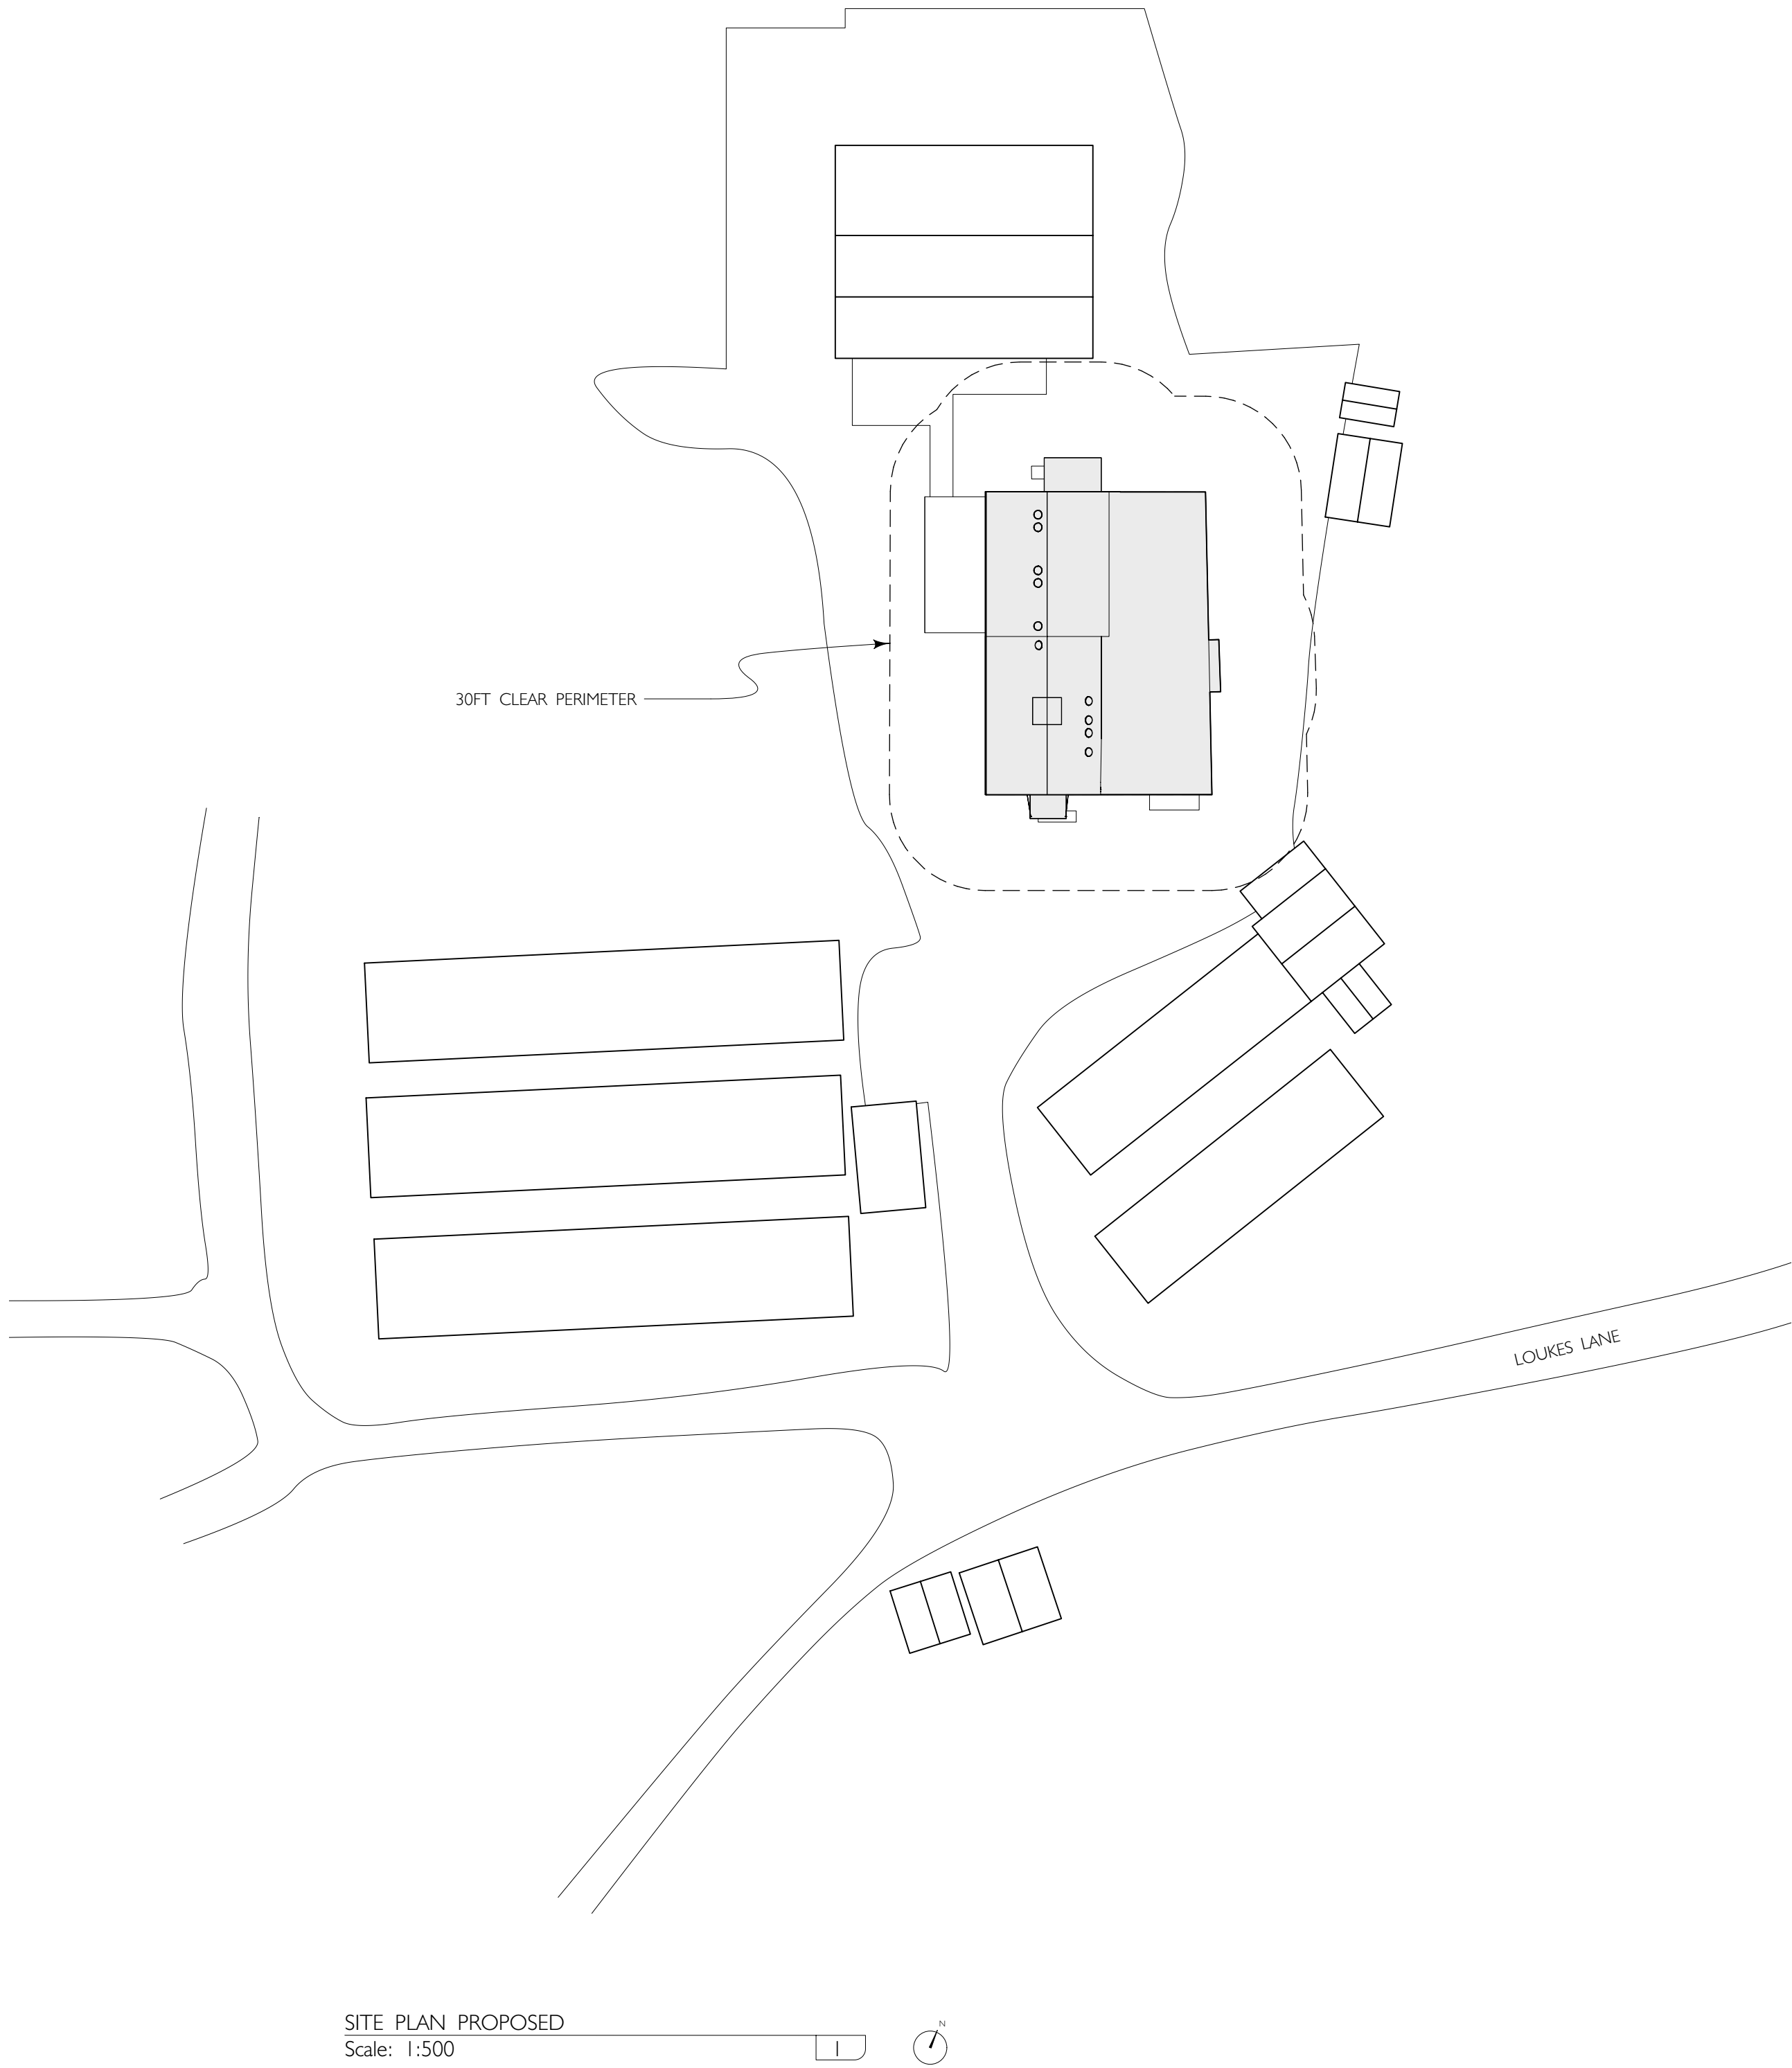 30FT CLEAR PERIMETER
LOUKES LANE
SITE PLAN PROPOSED
Scale: 1:500
1
N